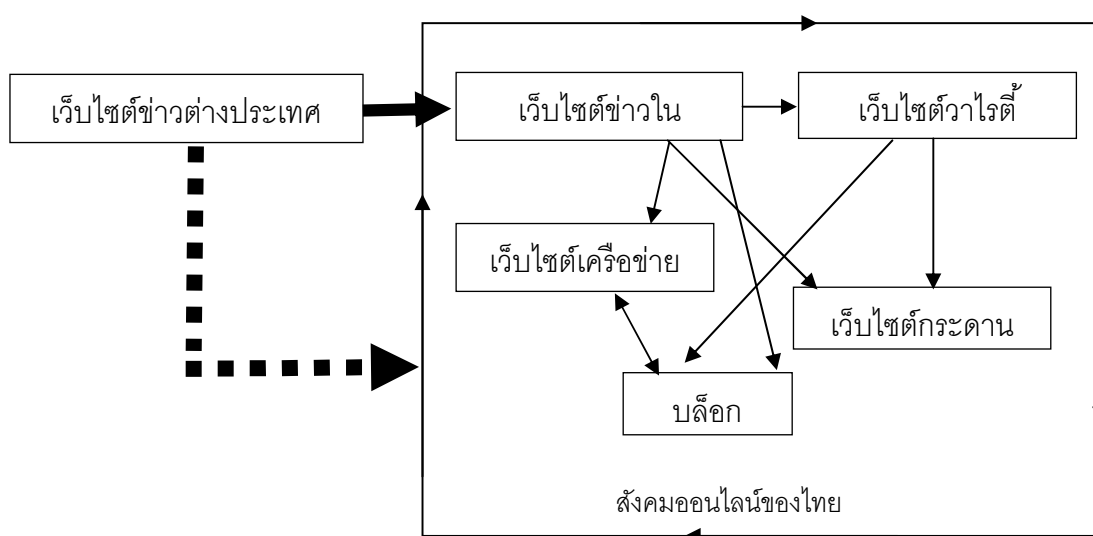 เว็บไซต์ข่าวต่างประเทศ
เว็บไซต์ข่าวใน
เว็บไซต์วาไรตี้
เว็บไซต์เครือข่าย
เว็บไซต์กระดาน
บล็อก
สังคมออนไลน์ของไทย